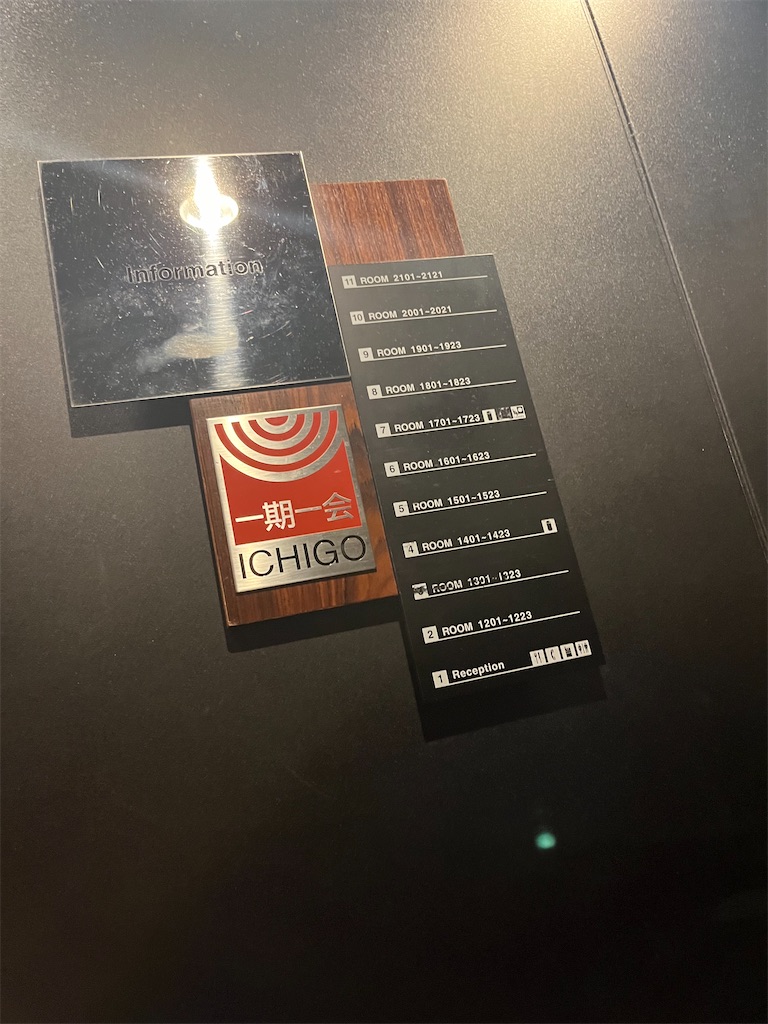 Information
11 ROOM 2101~2121
10 ROOM 2001~2021
9 ROOM 1901~1923
8 ROOM 1801~1823
7 ROOM 1701~1723
6 ROOM 1601~1623
5 ROOM 1501~1523
4 ROOM 1401~1423
3 ROOM 1301~1323
2 ROOM 1201~1223
1 Reception
一期一会
ICHIGO